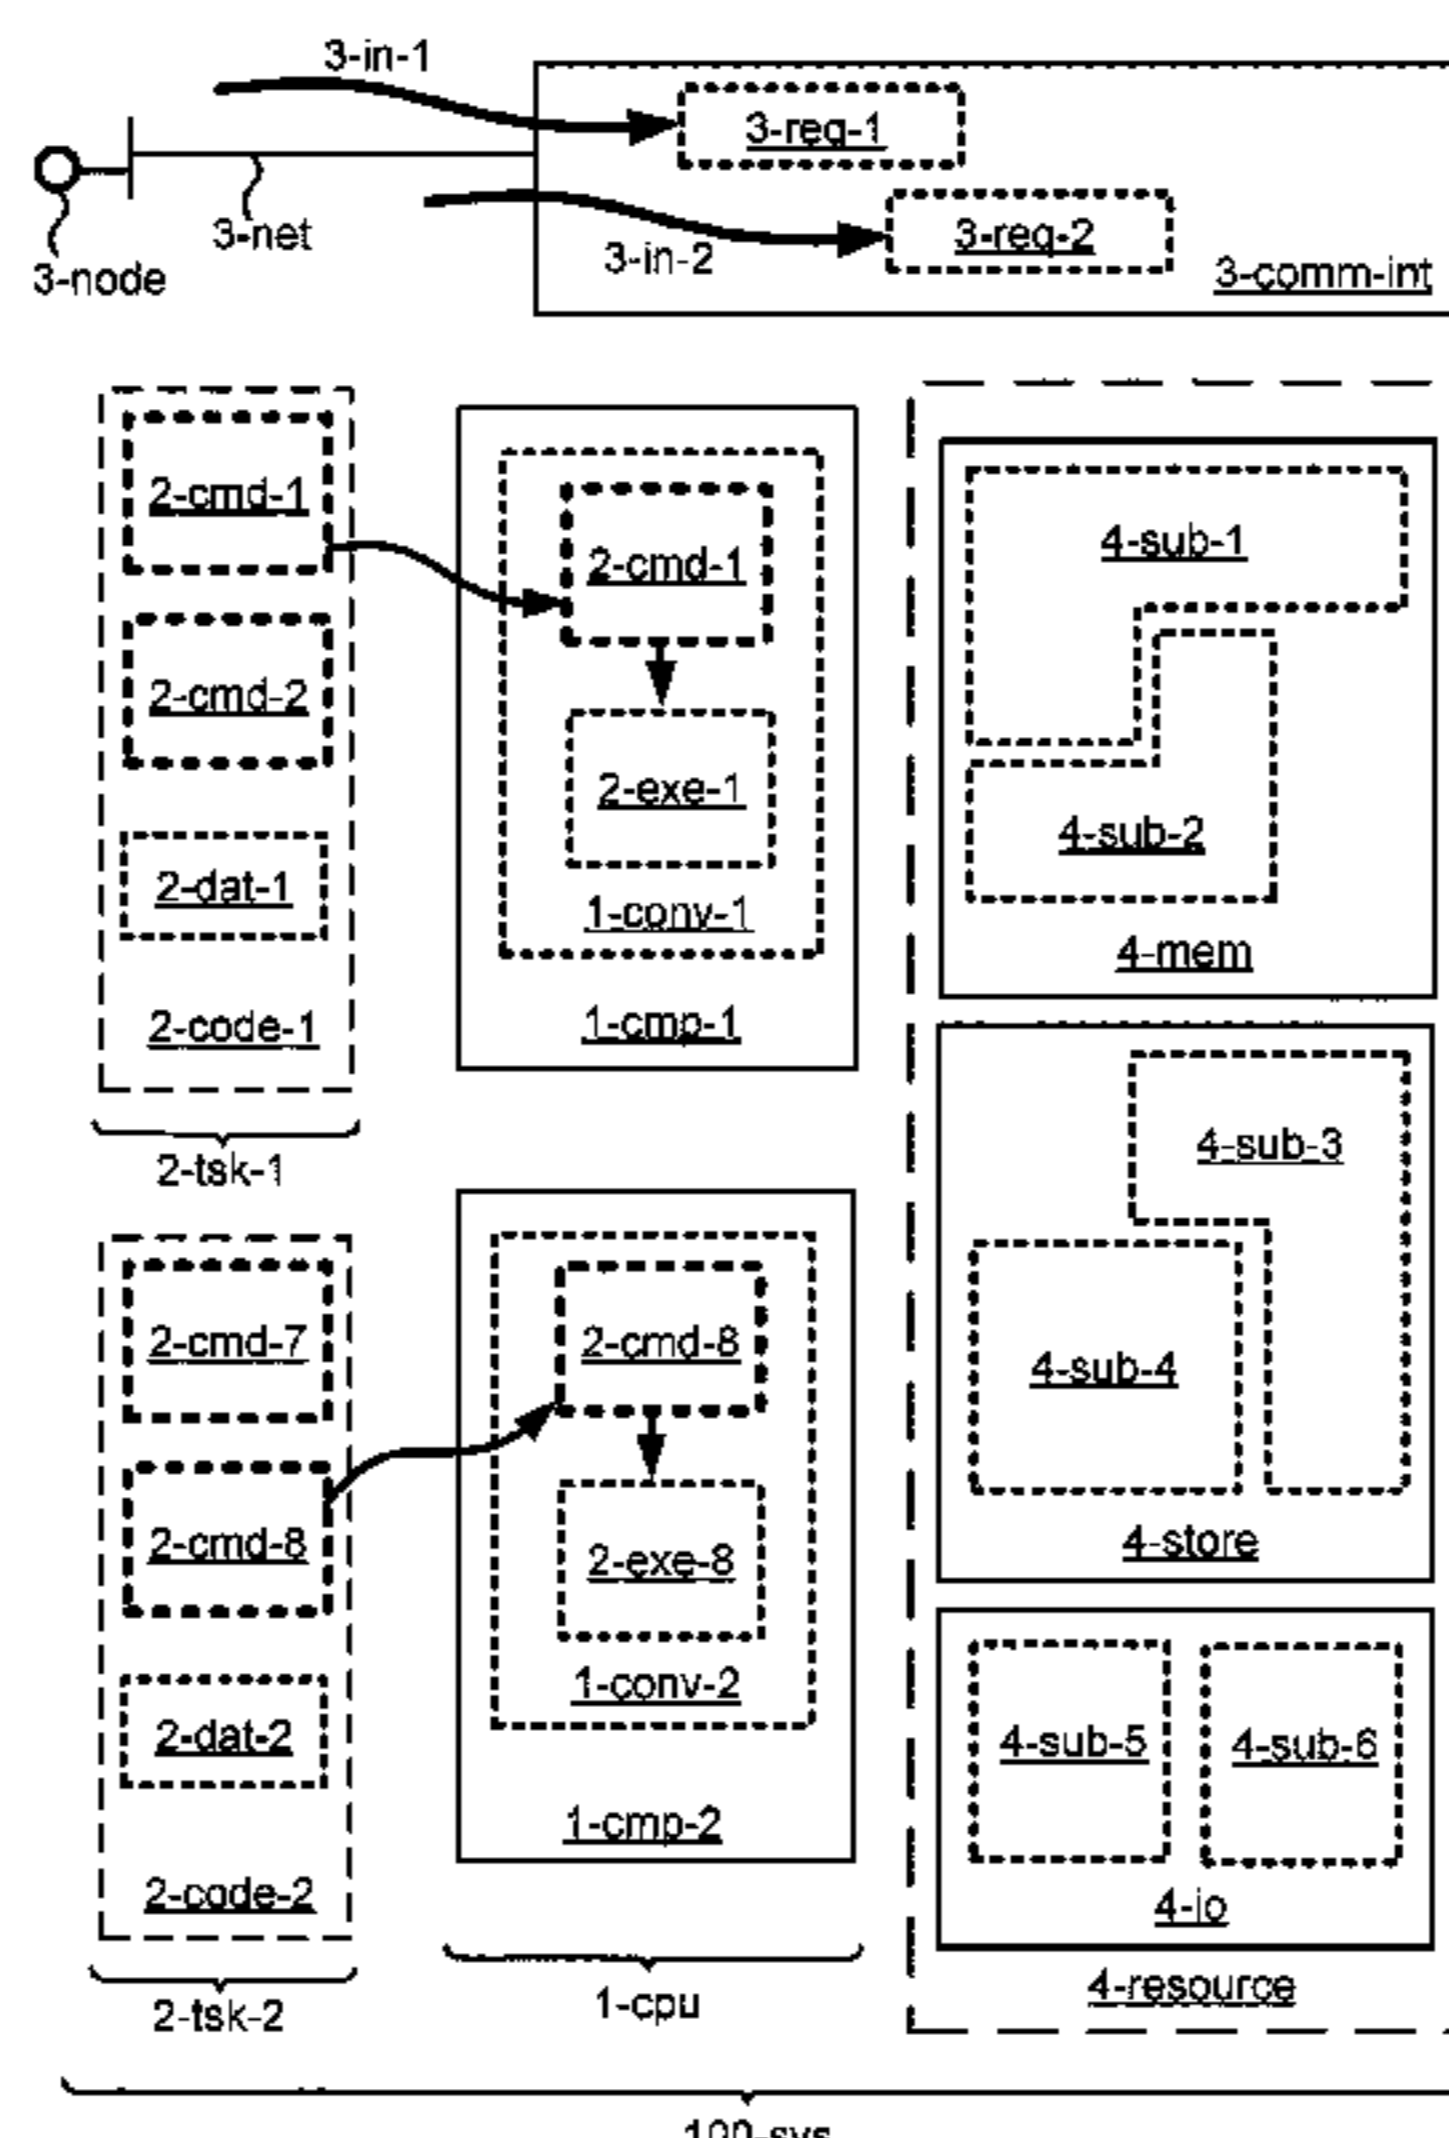 3-in-1
3-req-1
3-net
3-req-2
3-in-2
3-comm-int
3-node
2-cmd-1
2-cmd-1
4-sub-1
2-cmd-2
2-exe-1
4-sub-2
2-dat-1
1-conv-1
4-mem
2-code-1
1-cmp-1
2-tsk-1
4-sub-3
2-cmd-7
2-cmd-8
4-sub-4
2-cmd-8
2-exe-8
4-store
1-conv-2
2-dat-2
4-sub-5
4-sub-6
1-cmp-2
2-code-2
4-io
4-resource
2-tsk-2
1-cpu
100-sys